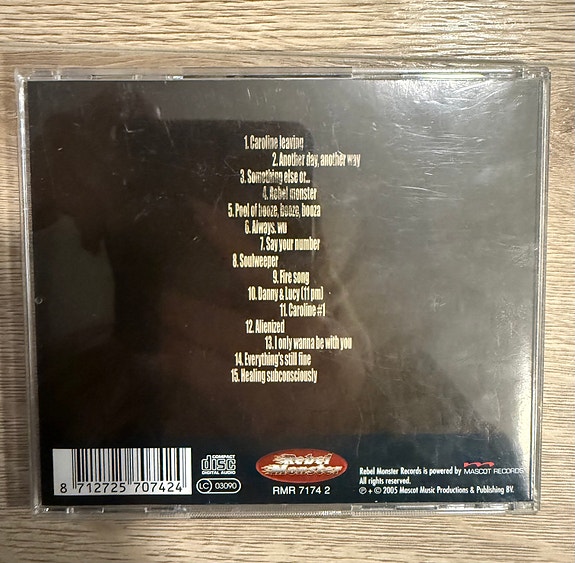 1. Caroline leaving
2. Another day, another way
3. Something else or...
4. Rebel monster
5. Pool of booze, booze, booza
6. Always. wu
7. Say your number
8. Soulweeper
9. Fire song
10. Danny & Lucy (11 pm)
11. Caroline #1
12. Alienized
13. I only wanna be with you
14. Everything's still fine
15. Healing subconsciously
8 712725 707424
COMPACT
disc
DIGITAL AUDIO
LC 03090
Rebel
Monster
RMR 7174 2
Rebel Monster Records is powered by MASCOT RECORDS
All rights reserved.
℗ + © 2005 Mascot Music Productions & Publishing BV.